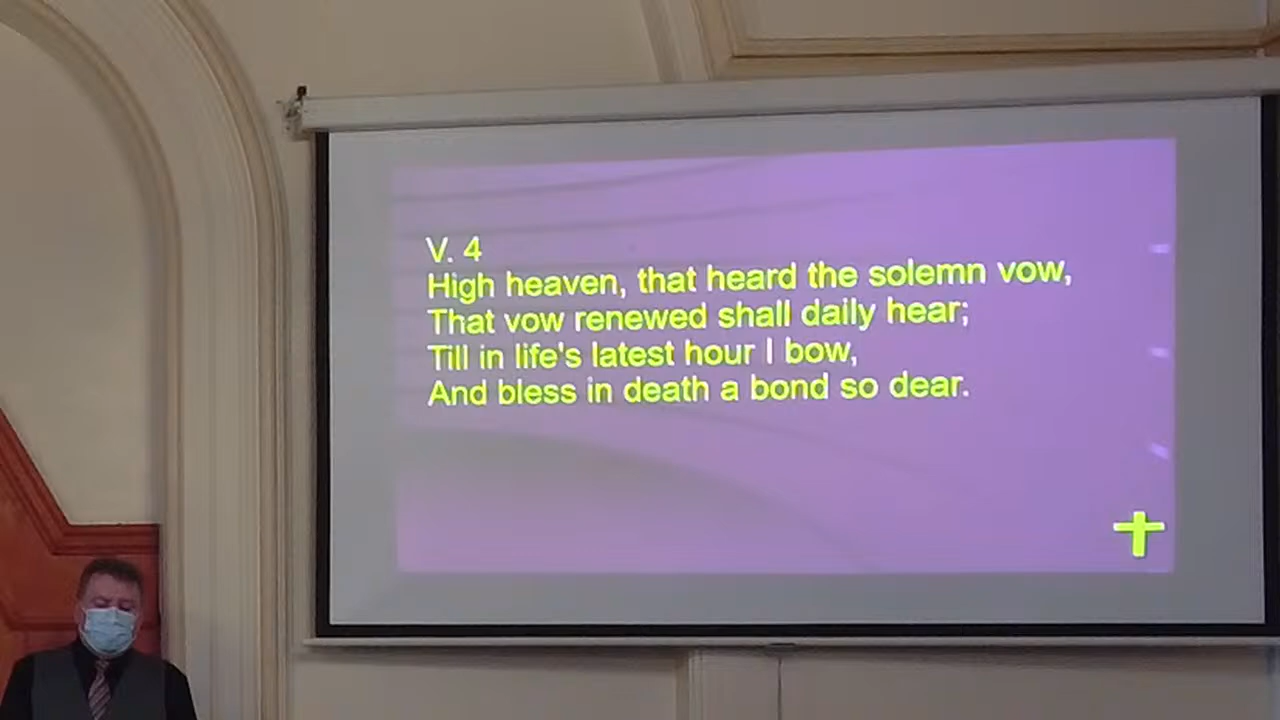 V. 4
High heaven, that heard the solemn vow,
That vow renewed shall daily hear;
Till in life's latest hour I bow,
And bless in death a bond so dear.